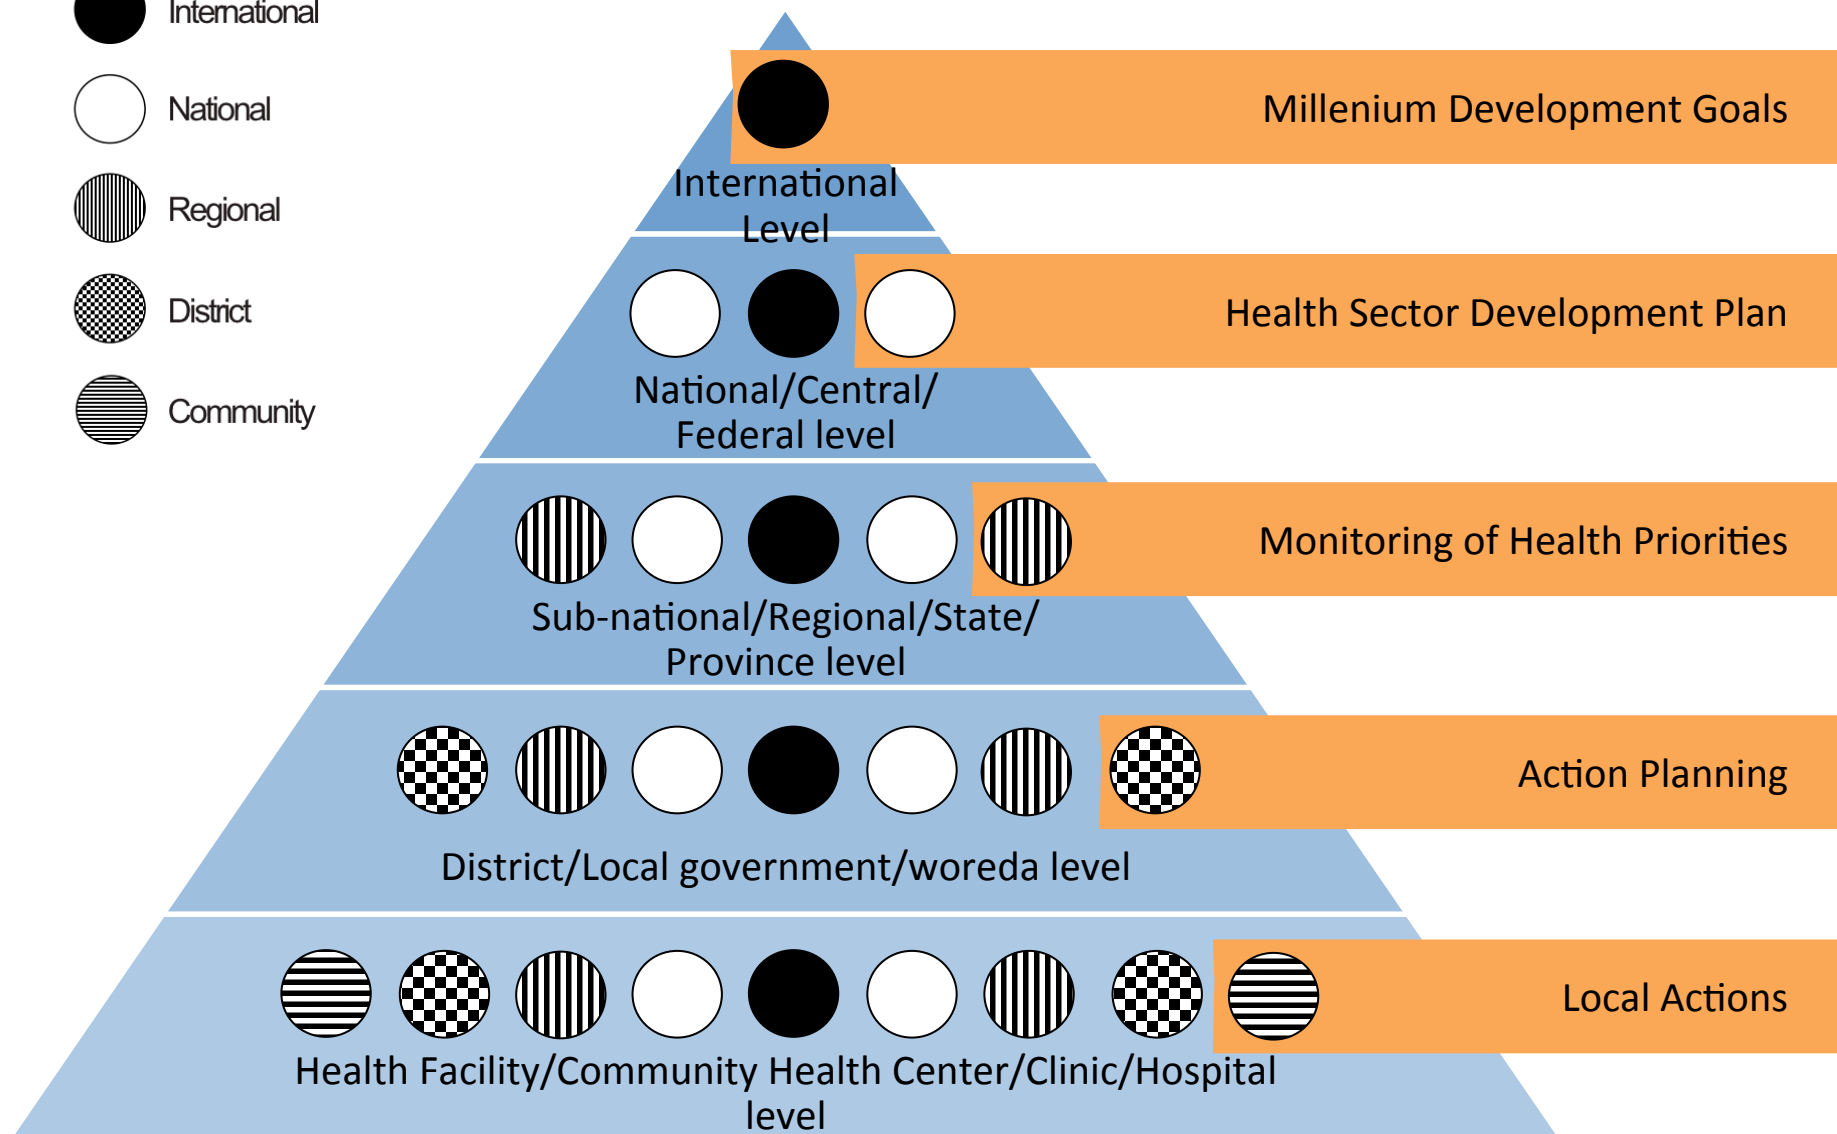 International
National
Regional
District
Community
Millenium Development Goals
International
Level
Health Sector Development Plan
National/Central/
Federal level
Monitoring of Health Priorities
Sub-national/Regional/State/
Province level
Action Planning
District/Local government/woreda level
Local Actions
Health Facility/Community Health Center/Clinic/Hospital
level